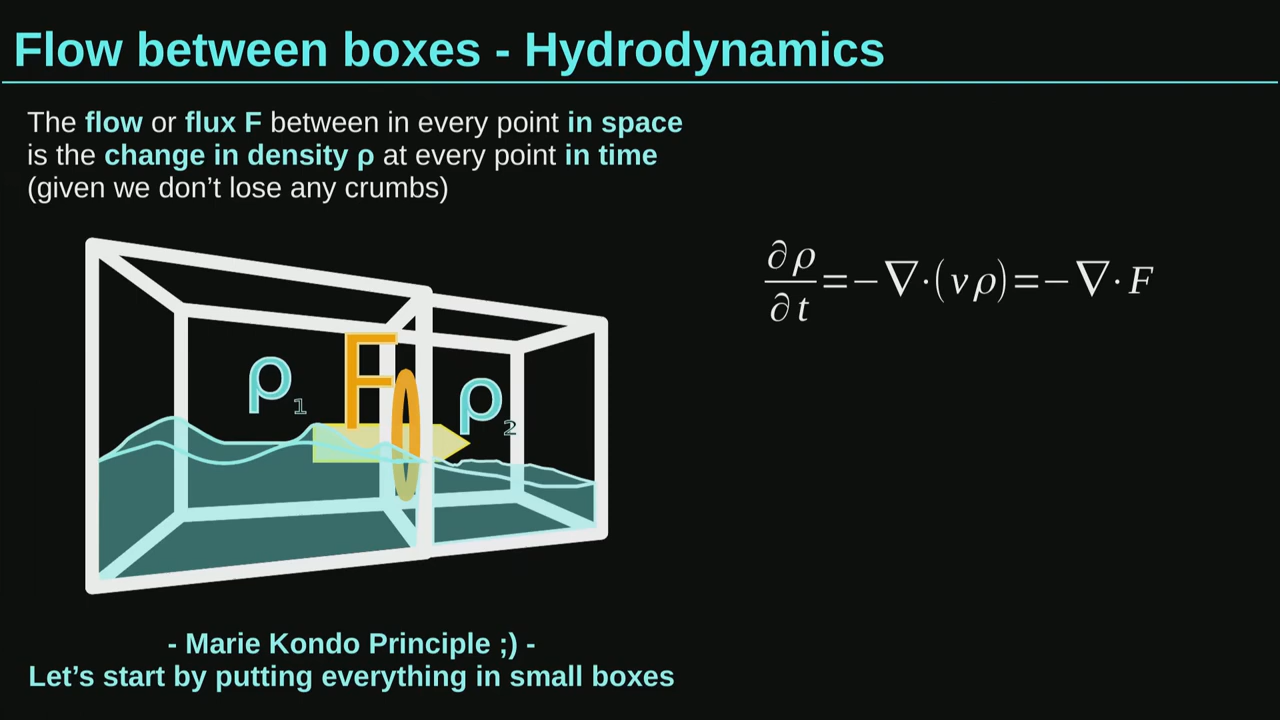 Flow between boxes - Hydrodynamics
The flow or flux F between in every point in space
is the change in density ρ at every point in time
(given we don’t lose any crumbs)
∂ρ/∂t=−∇·(vρ)=−∇·F
F
ρ₁
ρ₂
- Marie Kondo Principle ;) -
Let’s start by putting everything in small boxes